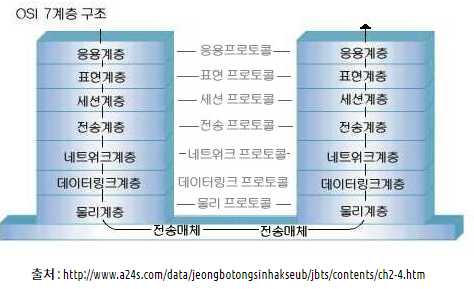 OSI 7계층 구조
응용계층 응용프로토콜 응용계층
표현계층 표현 프로토콜 표현계층
세션계층 세션 프로토콜 세션계층
전송계층 전송 프로토콜 전송계층
네트워크계층 네트워크 프로토콜 네트워크계층
데이터링크계층 데이터링크 프로토콜 데이터링크계층
물리계층 물리 프로토콜 물리계층
전송매체 전송매체
출처 : http://www.a24s.com/data/jeongbotongsinhakseub/jbts/contents/ch2-4.htm